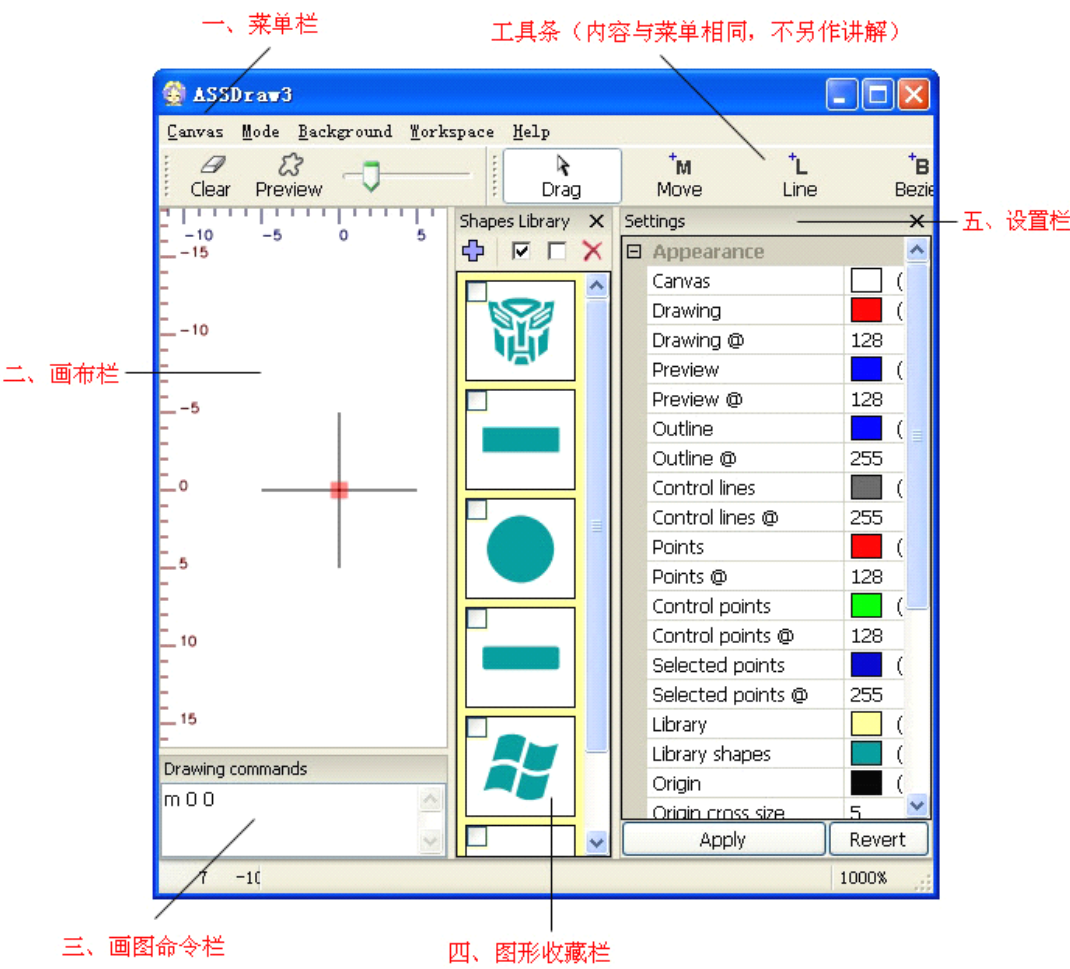 一、菜单栏
工具条（内容与菜单相同，不另作讲解）
ASSDraw3
Canvas Mode Background Workspace Help
Clear Preview Drag Move Line Bezie
M L B
Shapes Library
Settings
五、设置栏
-10 -5 0 5
-15
-10
-5
0
5
10
15
二、画布栏
Appearance
Canvas (
Drawing (
Drawing @ 128
Preview (
Preview @ 128
Outline (
Outline @ 255
Control lines (
Control lines @ 255
Points (
Points @ 128
Control points (
Control points @ 128
Selected points (
Selected points @ 255
Library (
Library shapes (
Origin (
Origin cross size 5
Apply Revert
Drawing commands
m 0 0
7 -10
1000%
三、画图命令栏
四、图形收藏栏